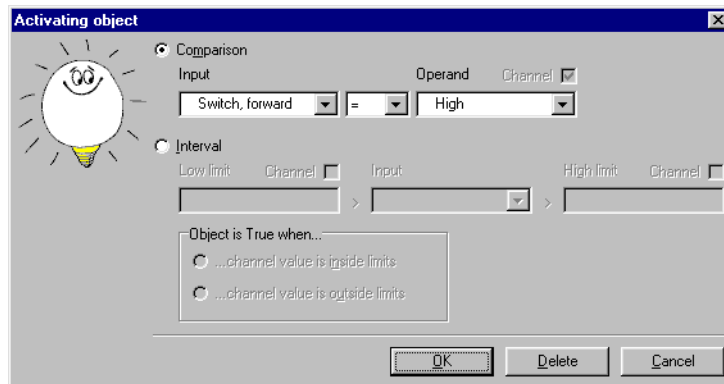 Activating object
Comparison
Input Operand Channel
Switch, forward = High
Interval
Low limit Channel Input High limit Channel
> >
Object is True when...
...channel value is inside limits
...channel value is outside limits
OK Delete Cancel